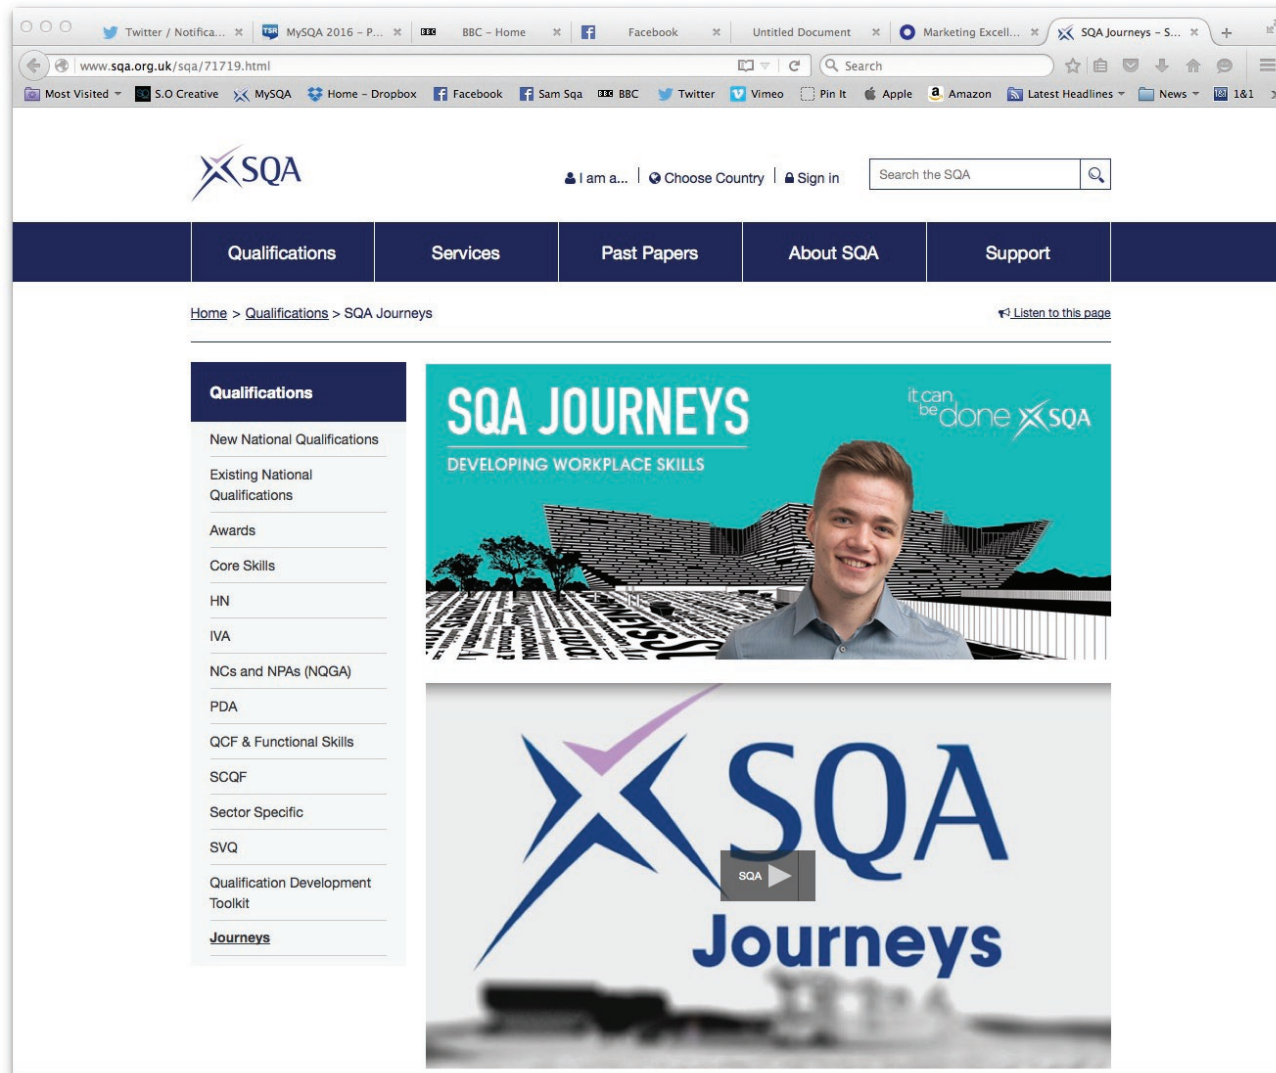 Twitter / Notifica... MySQA 2016 – P... BBC BBC – Home Facebook Untitled Document Marketing Excell... SQA Journeys – S...
www.sqa.org.uk/sqa/71719.html Search
Most Visited S.O Creative MySQA Home – Dropbox Facebook Sam Sqa BBC BBC Twitter Vimeo Pin It Apple Amazon Latest Headlines News 1&1
SQA
I am a... Choose Country Sign in Search the SQA
Qualifications Services Past Papers About SQA Support
Home > Qualifications > SQA Journeys Listen to this page
Qualifications
New National Qualifications
Existing National
Qualifications
Awards
Core Skills
HN
IVA
NCs and NPAs (NQGA)
PDA
QCF & Functional Skills
SCQF
Sector Specific
SVQ
Qualification Development
Toolkit
Journeys
SQA JOURNEYS
DEVELOPING WORKPLACE SKILLS
it can
be done SQA
SQA
SQA
Journeys